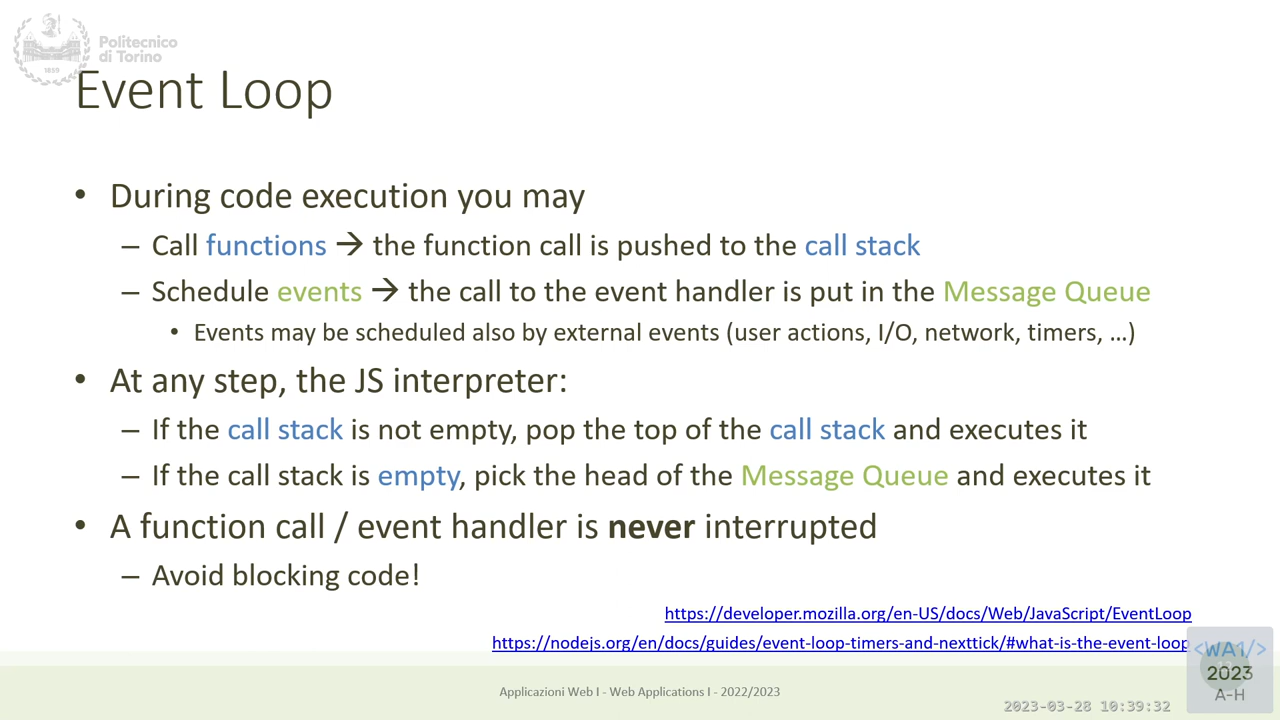 Politecnico
di Torino
1859
Event Loop
• During code execution you may
– Call functions → the function call is pushed to the call stack
– Schedule events → the call to the event handler is put in the Message Queue
• Events may be scheduled also by external events (user actions, I/O, network, timers, …)
• At any step, the JS interpreter:
– If the call stack is not empty, pop the top of the call stack and executes it
– If the call stack is empty, pick the head of the Message Queue and executes it
• A function call / event handler is never interrupted
– Avoid blocking code!
https://developer.mozilla.org/en-US/docs/Web/JavaScript/EventLoop
https://nodejs.org/en/docs/guides/event-loop-timers-and-nexttick/#what-is-the-event-loop
<WA1/>
2023
A-H
Applicazioni Web I - Web Applications I - 2022/2023
2023-03-28 10:39:32